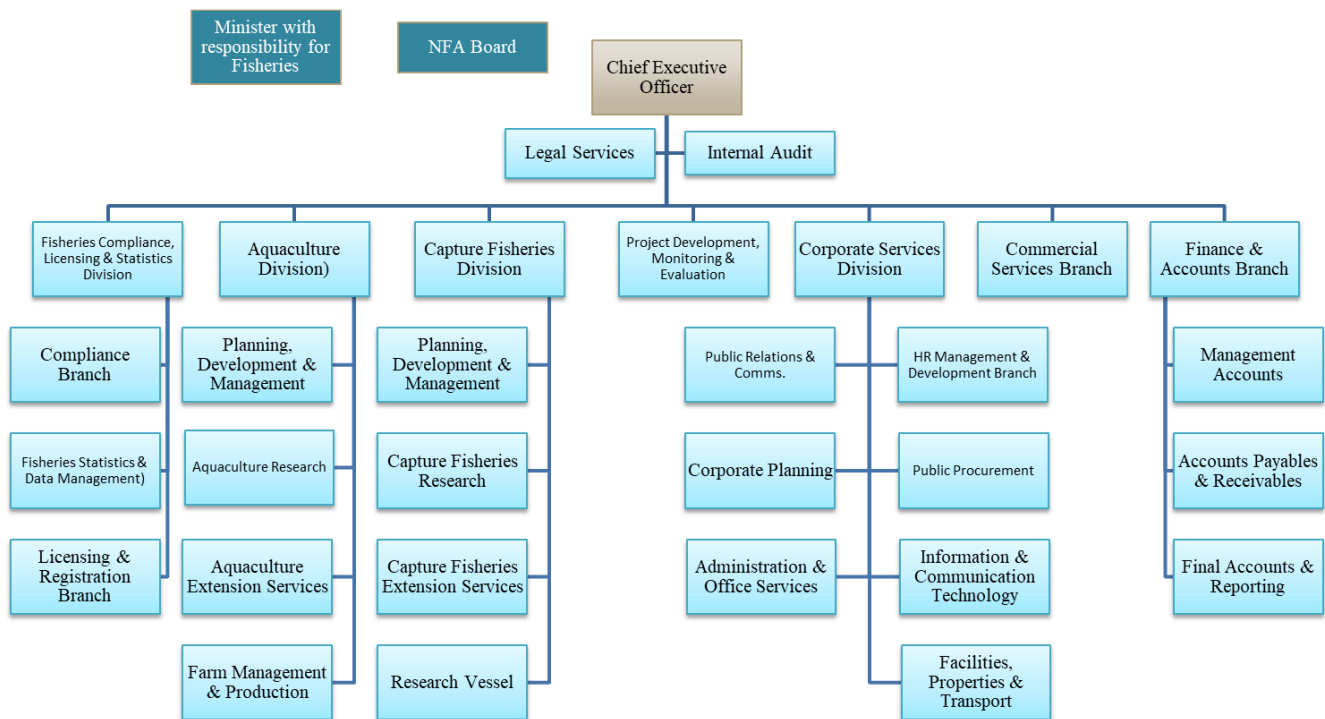 Minister with
responsibility for
Fisheries
NFA Board
Chief Executive
Officer
Legal Services
Internal Audit
Fisheries Compliance,
Licensing & Statistics
Division
Aquaculture
Division)
Capture Fisheries
Division
Project Development,
Monitoring &
Evaluation
Corporate Services
Division
Commercial
Services Branch
Finance &
Accounts Branch
Compliance
Branch
Planning,
Development &
Management
Planning,
Development &
Management
Public Relations &
Comms.
HR Management &
Development Branch
Management
Accounts
Fisheries Statistics &
Data Management)
Aquaculture Research
Capture Fisheries
Research
Corporate Planning
Public Procurement
Accounts Payables
& Receivables
Licensing &
Registration
Branch
Aquaculture
Extension Services
Capture Fisheries
Extension Services
Administration &
Office Services
Information &
Communication
Technology
Final Accounts &
Reporting
Farm Management
& Production
Research Vessel
Facilities,
Properties &
Transport